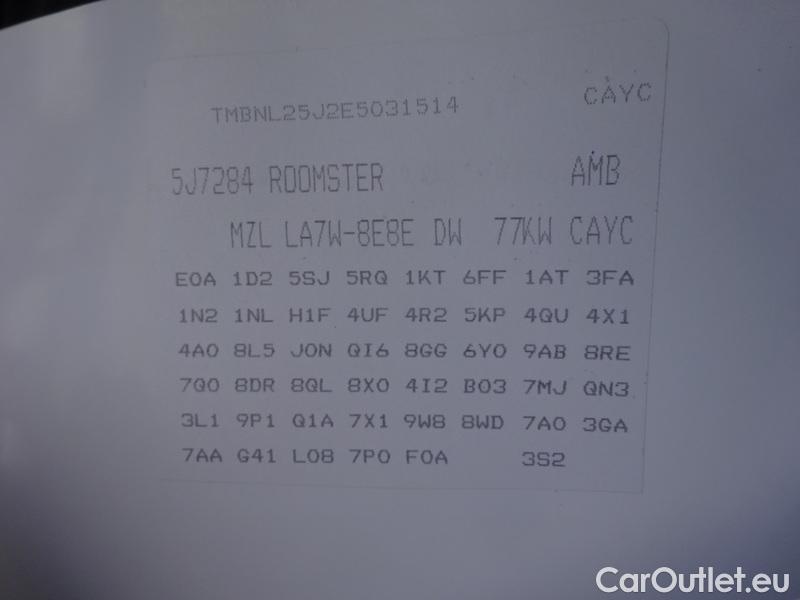 TMBNL25J2E5031514 CAYC
5J7284 ROOMSTER AMB
MZL LA7W-8E8E DW 77KW CAYC
E0A 1D2 5SJ 5RQ 1KT 6FF 1AT 3FA
1N2 1NL H1F 4UF 4R2 5KP 4QU 4X1
4A0 8L5 J0N QI6 8GG 6Y0 9AB 8RE
7Q0 8DR 8QL 8X0 4I2 B03 7MJ QN3
3L1 9P1 Q1A 7X1 9W8 8WD 7A0 3GA
7AA G41 L08 7P0 F0A 3S2
CarOutlet.eu